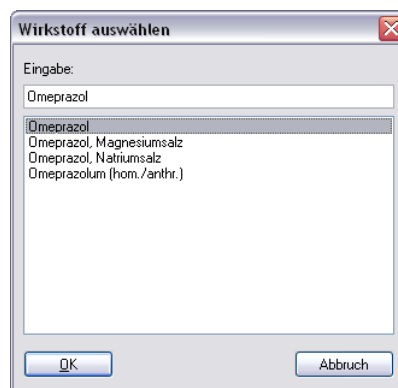 Wirkstoff auswählen
Eingabe:
Omeprazol
Omeprazol
Omeprazol, Magnesiumsalz
Omeprazol, Natriumsalz
Omeprazolum (hom./anthr.)
OK
Abbruch